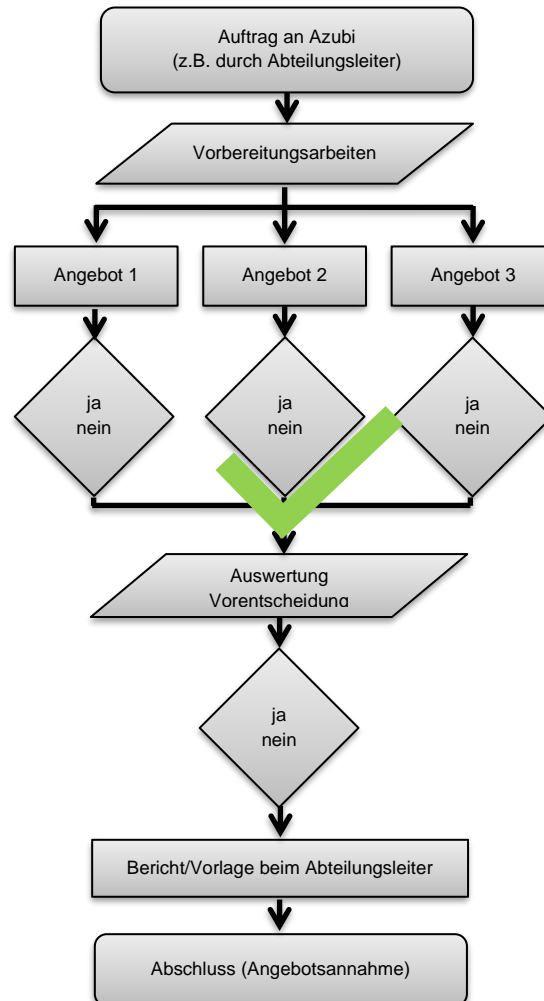 Auftrag an Azubi
(z.B. durch Abteilungsleiter)
Vorbereitungsarbeiten
Angebot 1
Angebot 2
Angebot 3
ja
nein
ja
nein
ja
nein
Auswertung
Vorentscheidung
ja
nein
Bericht/Vorlage beim Abteilungsleiter
Abschluss (Angebotsannahme)